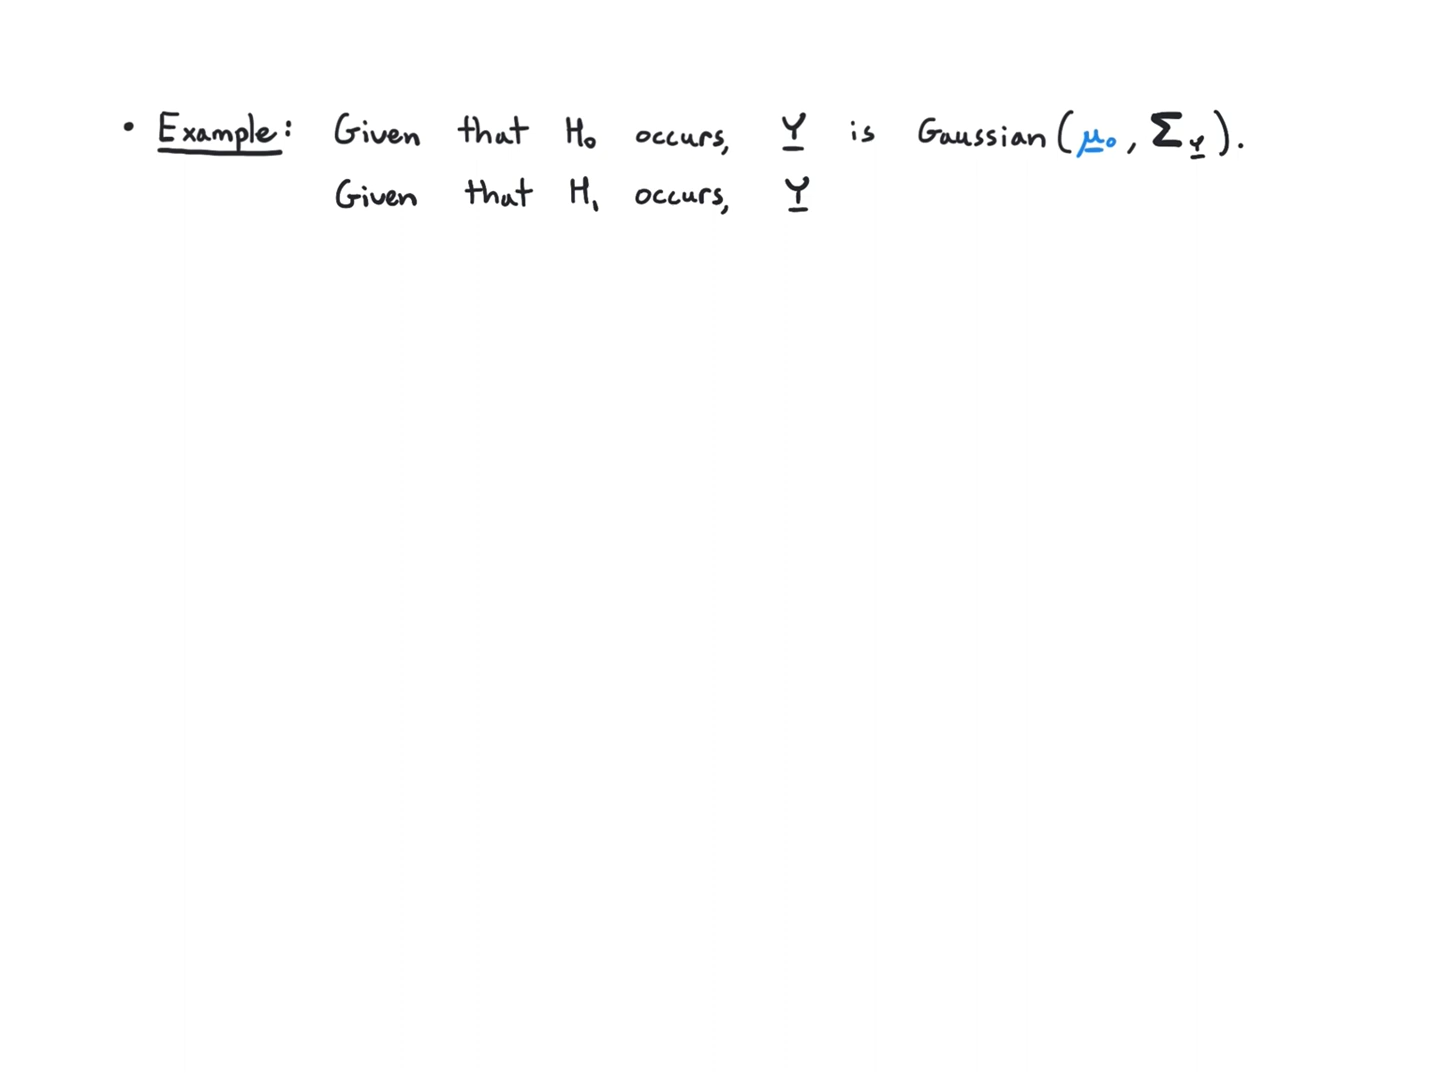 • Example: Given that H₀ occurs, Y is Gaussian(μ₀, Σ_Y).
Given that H₁ occurs, Y